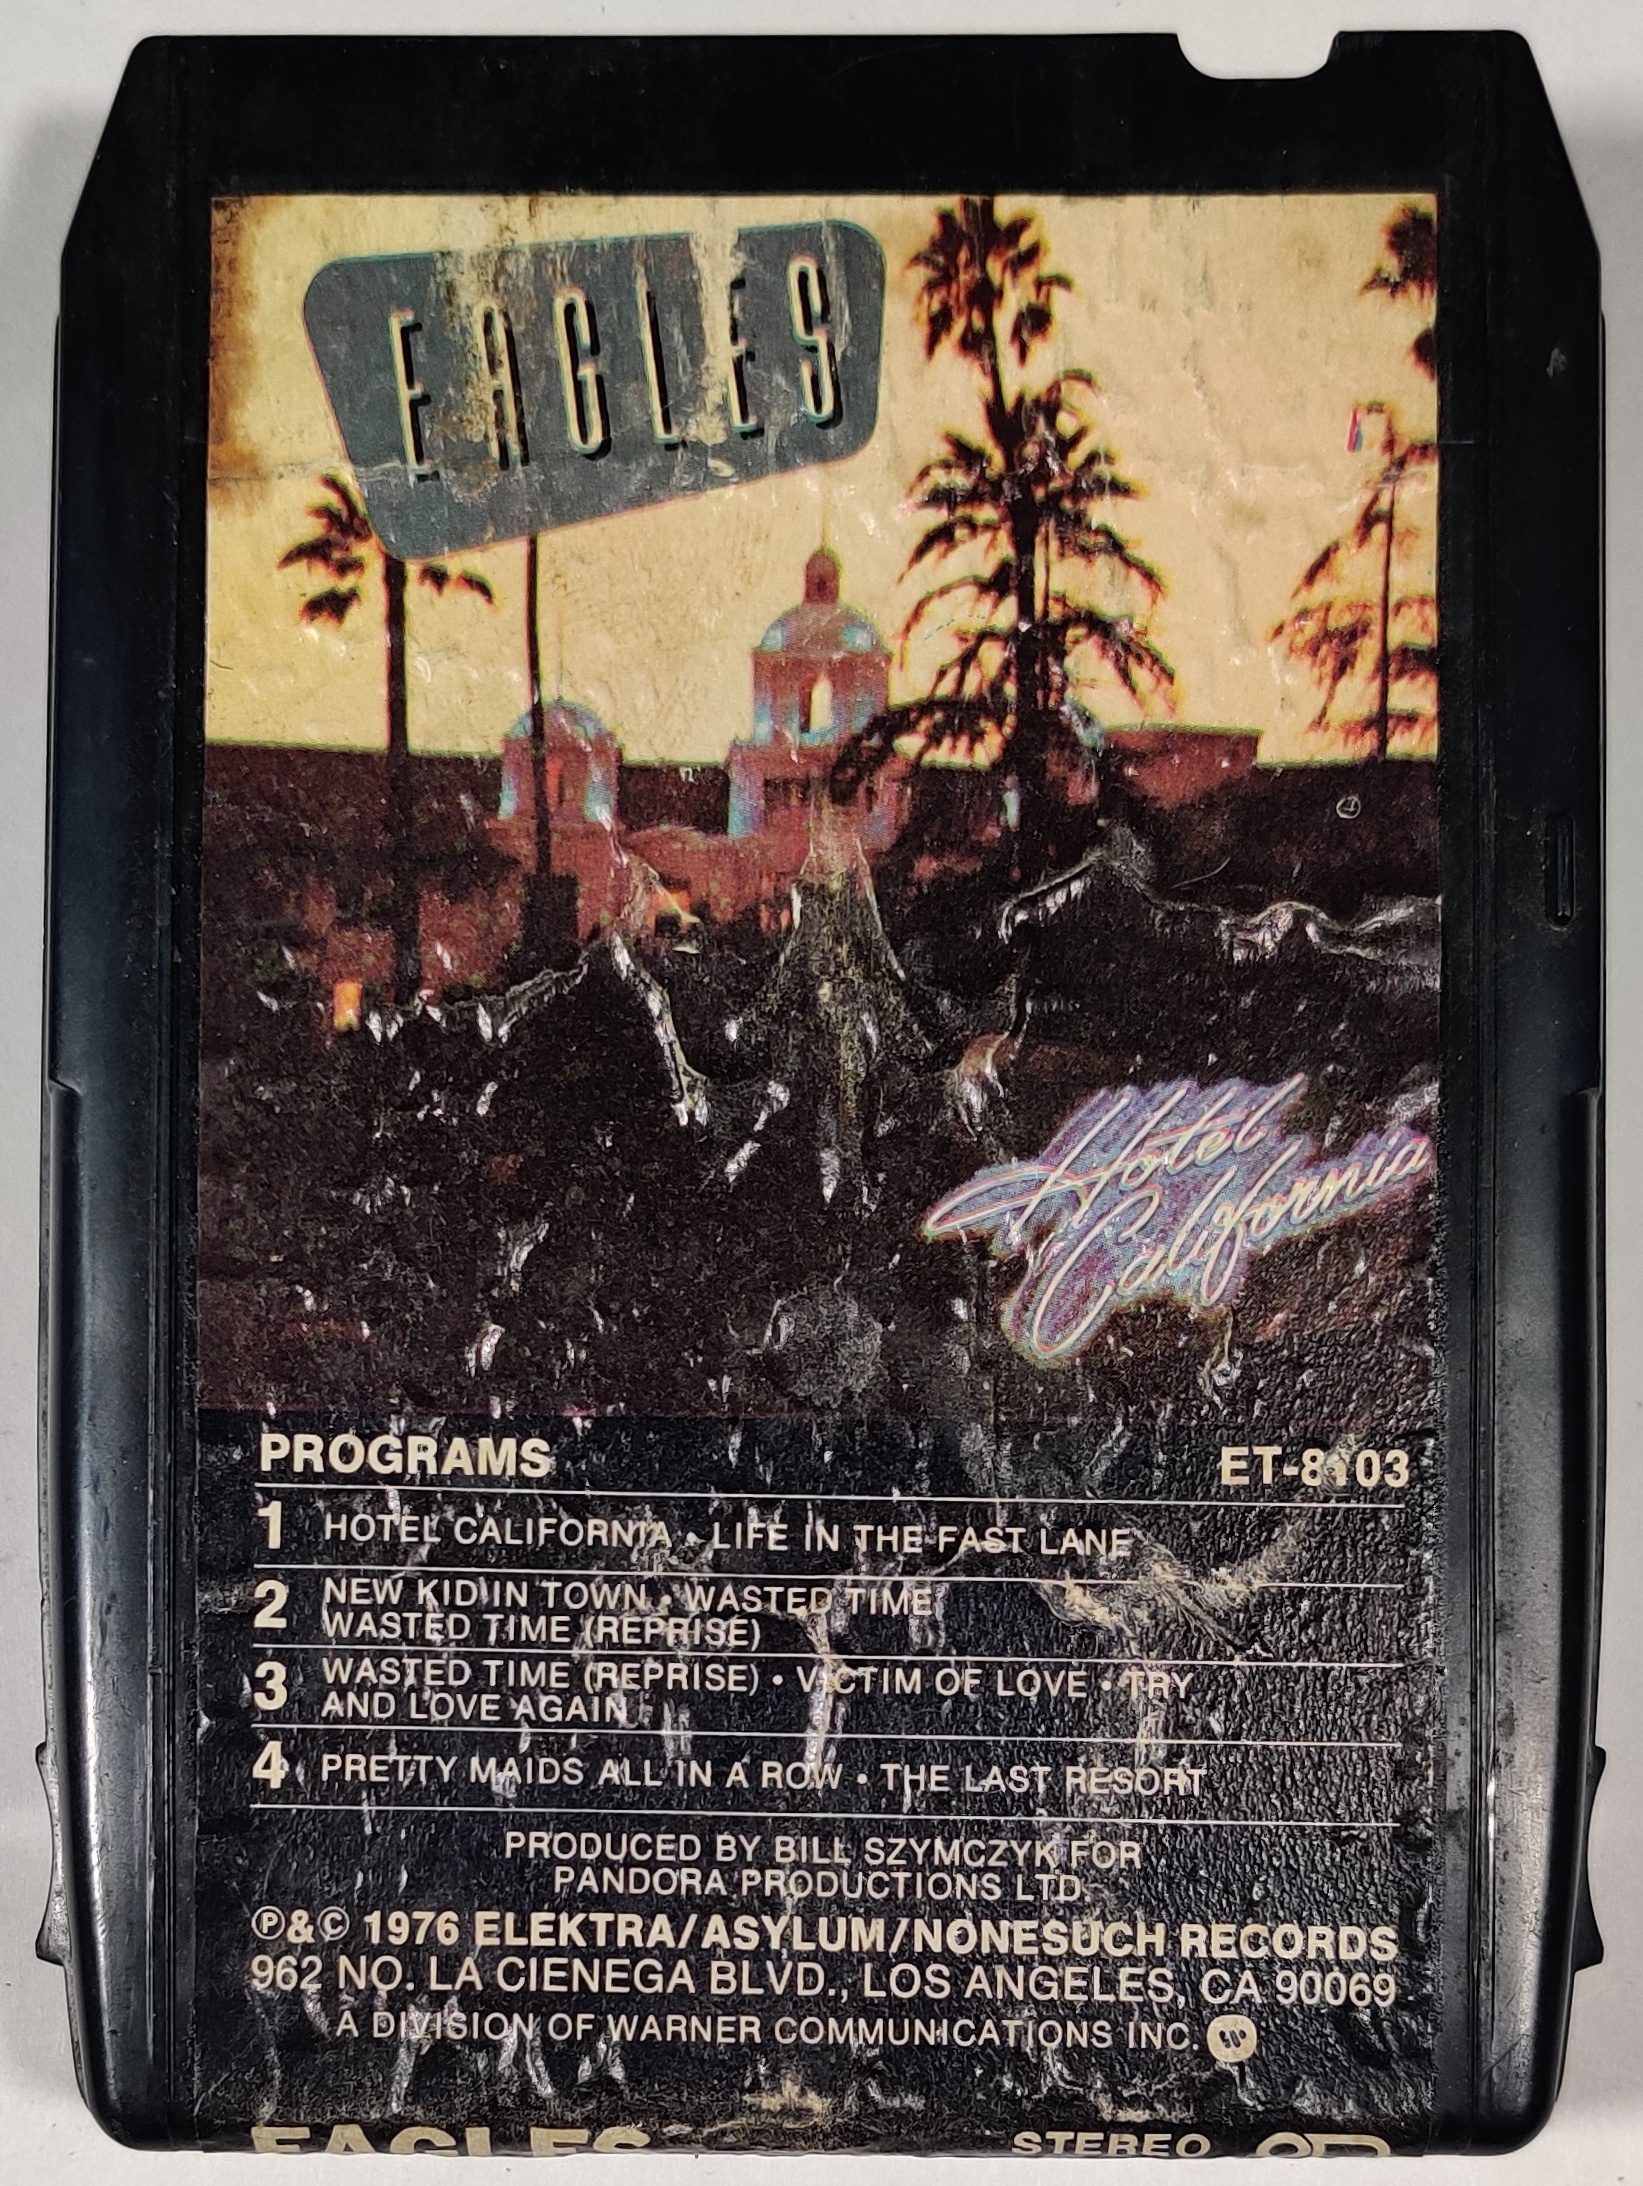 EAGLES
Hotel
California
PROGRAMS ET-8103
1 HOTEL CALIFORNIA • LIFE IN THE FAST LANE
2 NEW KID IN TOWN • WASTED TIME
WASTED TIME (REPRISE)
3 WASTED TIME (REPRISE) • VICTIM OF LOVE • TRY
AND LOVE AGAIN
4 PRETTY MAIDS ALL IN A ROW • THE LAST RESORT
PRODUCED BY BILL SZYMCZYK FOR
PANDORA PRODUCTIONS LTD.
Ⓟ&© 1976 ELEKTRA/ASYLUM/NONESUCH RECORDS
962 NO. LA CIENEGA BLVD., LOS ANGELES, CA 90069
A DIVISION OF WARNER COMMUNICATIONS INC.
EAGLES STEREO